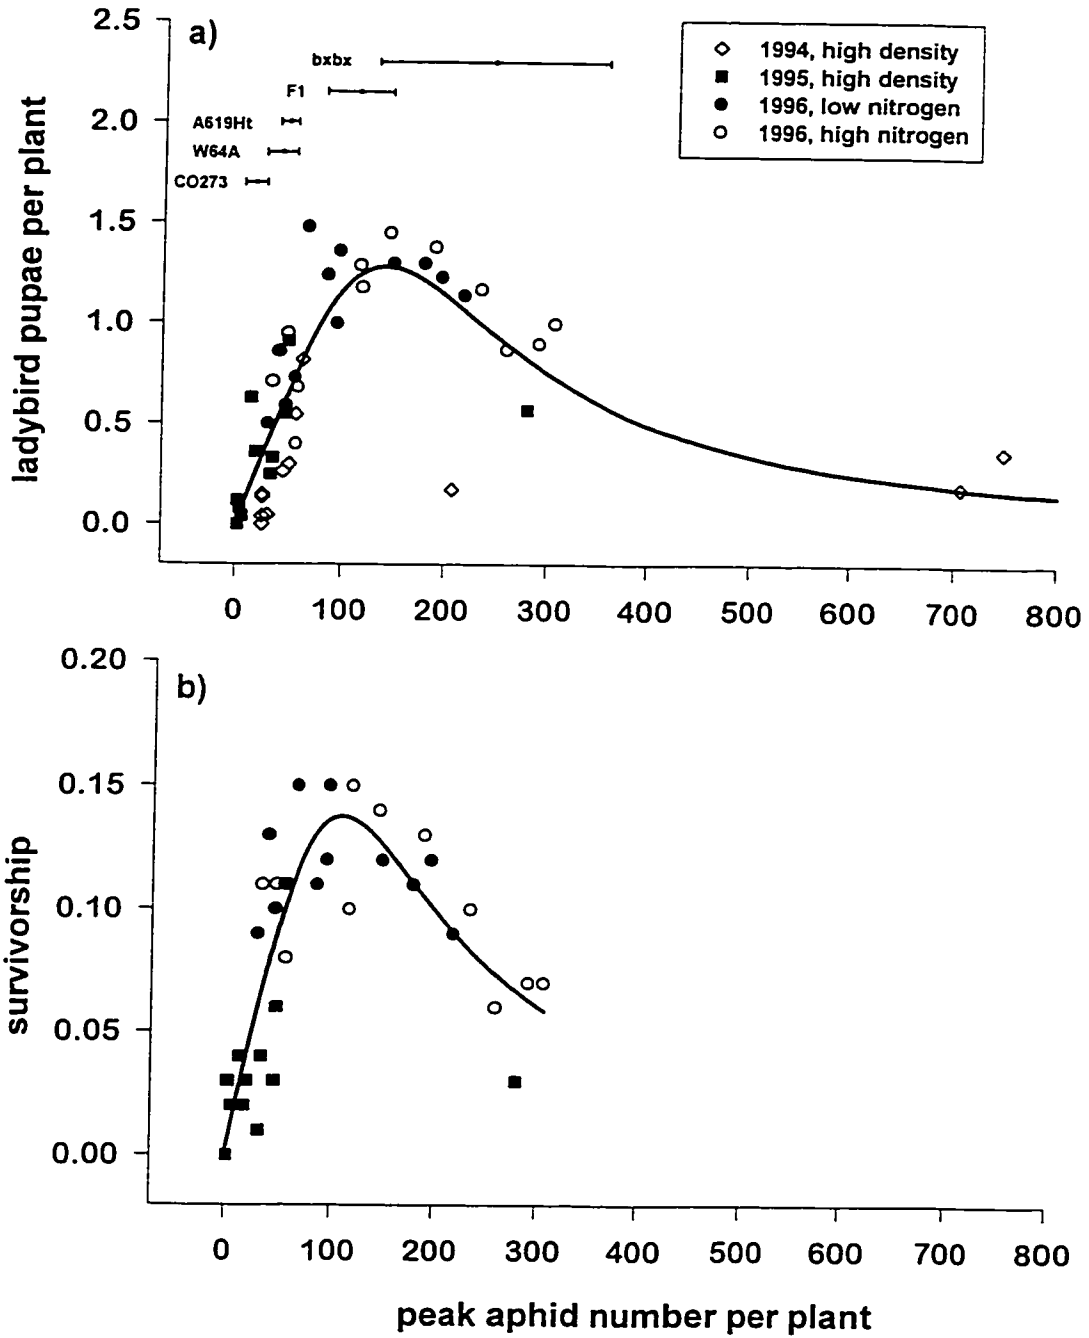 a)
2.5
2.0
1.5
1.0
0.5
0.0
ladybird pupae per plant
bxbx
F1
A619Ht
W64A
CO273
1994, high density
1995, high density
1996, low nitrogen
1996, high nitrogen
0 100 200 300 400 500 600 700 800
b)
0.20
0.15
0.10
0.05
0.00
survivorship
0 100 200 300 400 500 600 700 800
peak aphid number per plant